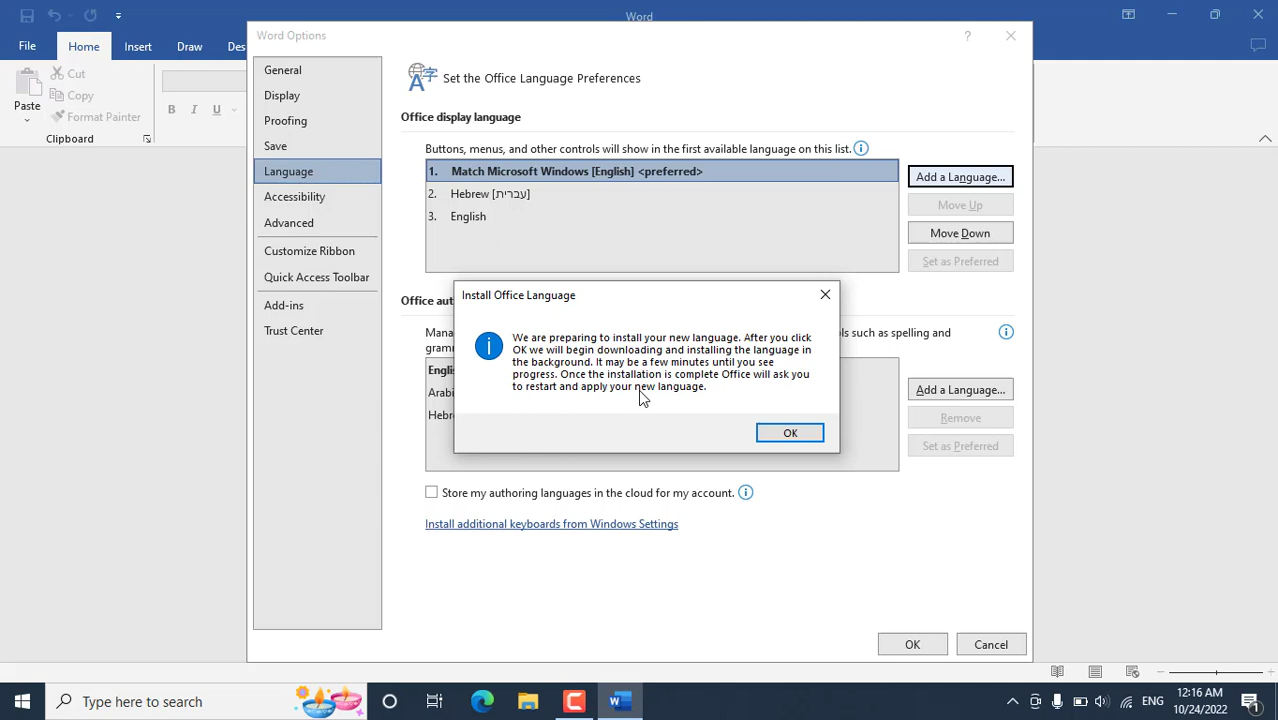 Word
File
Home
Insert
Draw
Des
Paste
Cut
Copy
Format Painter
B I U
Clipboard
Word Options
?
General
Display
Proofing
Save
Language
Accessibility
Advanced
Customize Ribbon
Quick Access Toolbar
Add-ins
Trust Center
Set the Office Language Preferences
Office display language
Buttons, menus, and other controls will show in the first available language on this list.
1. Match Microsoft Windows [English] <preferred>
2. Hebrew [עברית]
3. English
Add a Language...
Move Up
Move Down
Set as Preferred
Office aut
Mana
ols such as spelling and
gramm
Englis
Arabi
Hebre
Add a Language...
Remove
Set as Preferred
Install Office Language
We are preparing to install your new language. After you click
OK we will begin downloading and installing the language in
the background. It may be a few minutes until you see
progress. Once the installation is complete Office will ask you
to restart and apply your new language.
OK
Store my authoring languages in the cloud for my account.
Install additional keyboards from Windows Settings
OK
Cancel
Type here to search
ENG
12:16 AM
10/24/2022
1